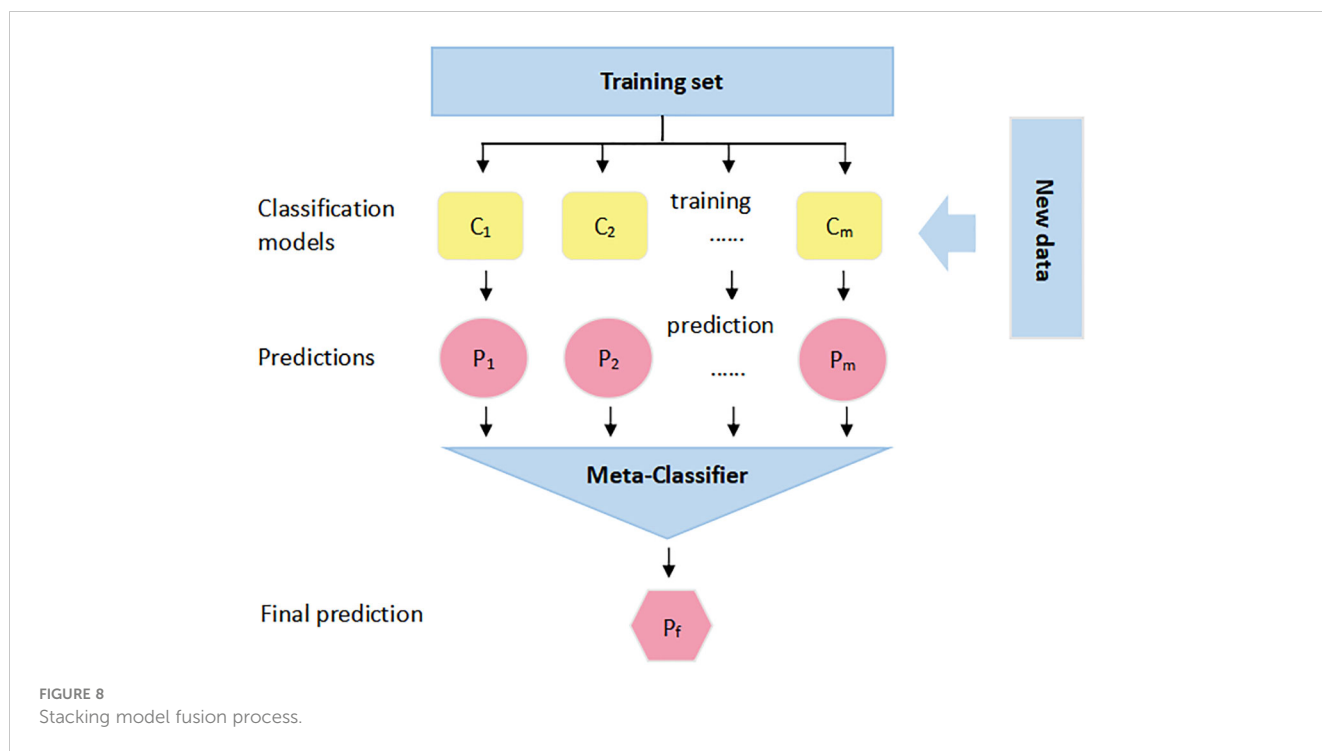 Training set
Classification
models
C₁
C₂
training
......
Cₘ
New data
Predictions
P₁
P₂
prediction
......
Pₘ
Meta-Classifier
Final prediction
P_f
FIGURE 8
Stacking model fusion process.